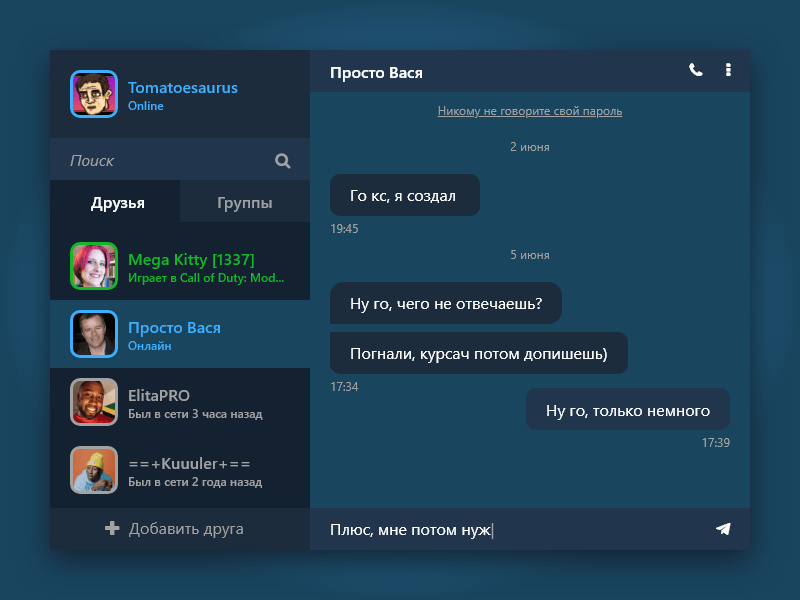 Tomatoesaurus
Online
Поиск
Друзья
Группы
Mega Kitty [1337]
Играет в Call of Duty: Mod...
Просто Вася
Онлайн
ElitaPRO
Был в сети 3 часа назад
==+Kuuuler+==
Был в сети 2 года назад
Добавить друга
Просто Вася
Никому не говорите свой пароль
2 июня
Го кс, я создал
19:45
5 июня
Ну го, чего не отвечаешь?
Погнали, курсач потом допишешь)
17:34
Ну го, только немного
17:39
Плюс, мне потом нуж